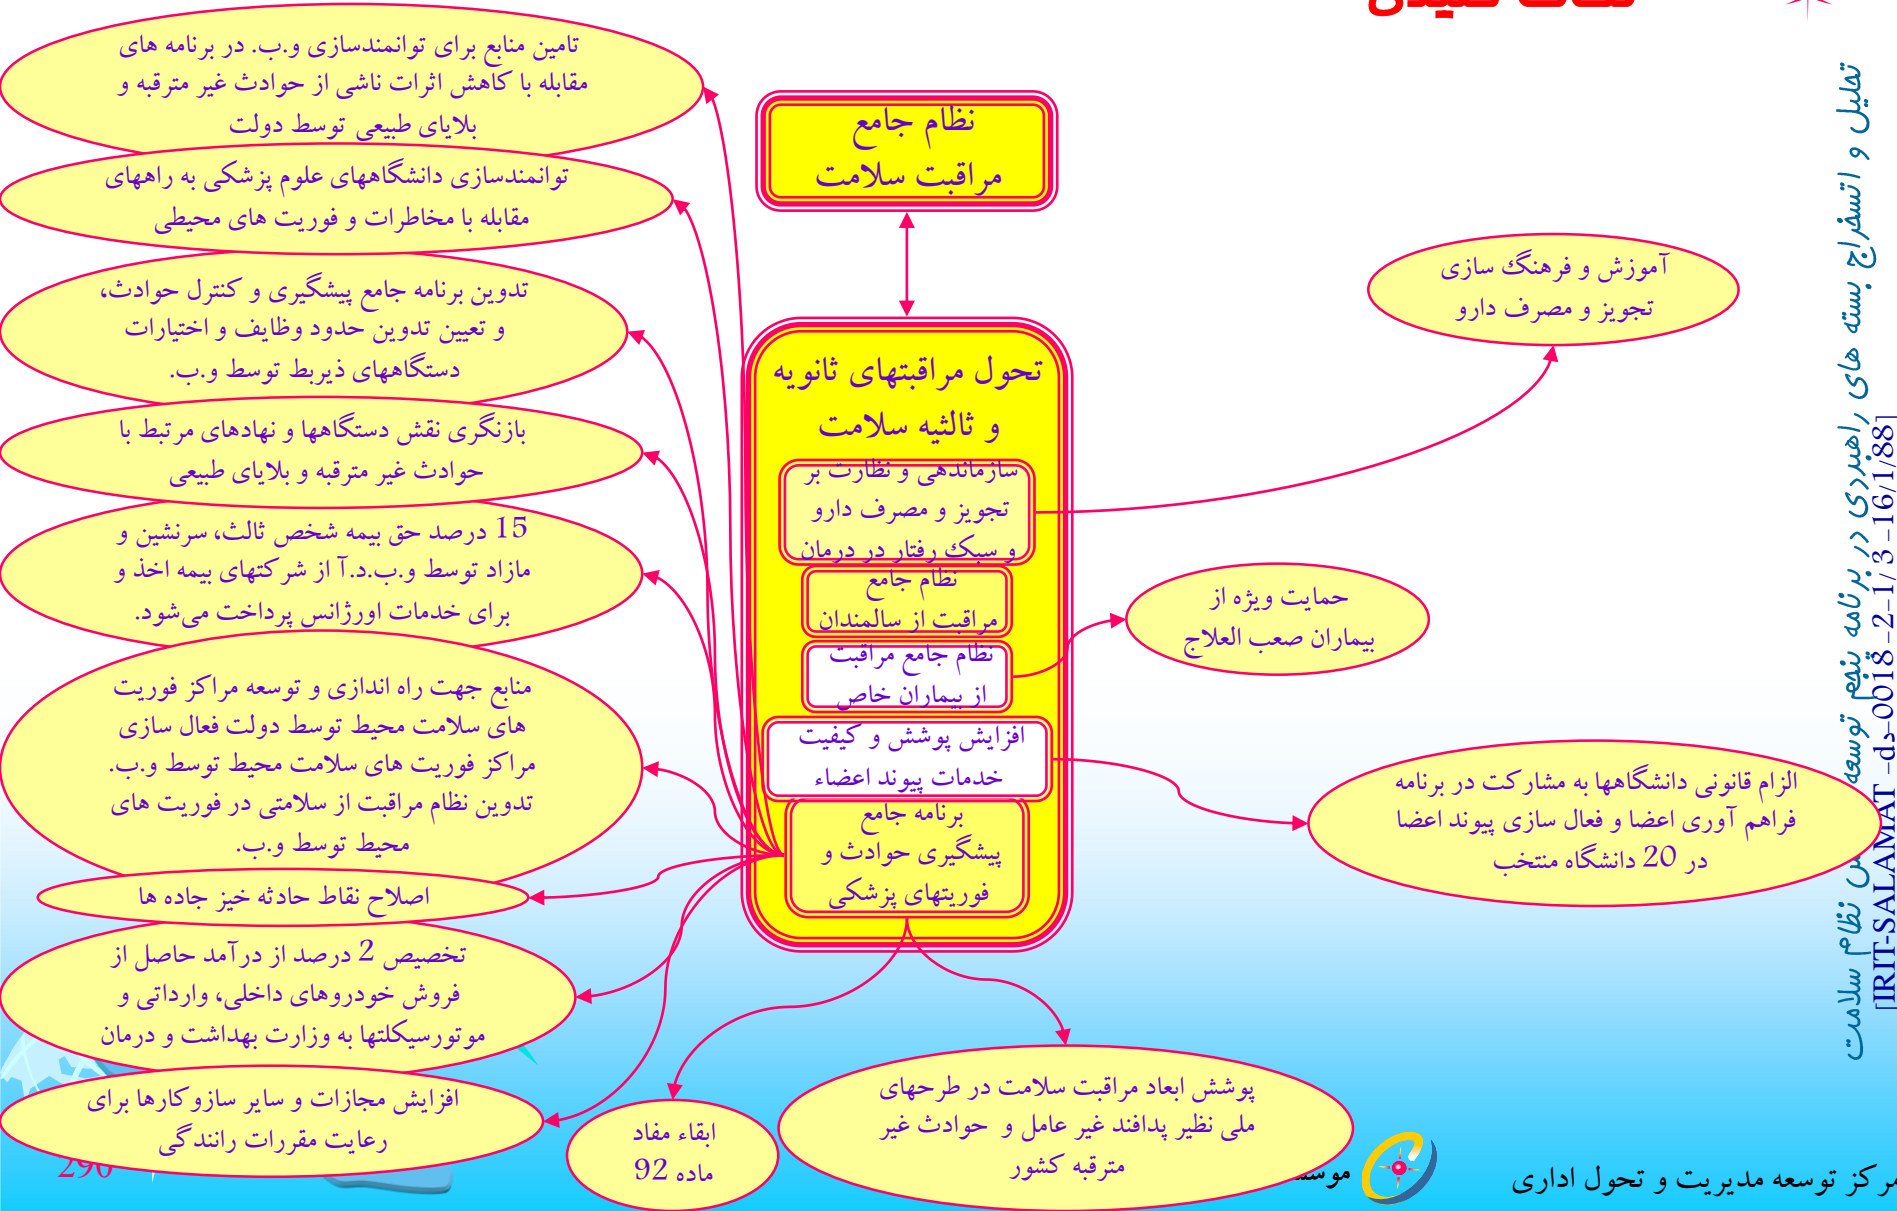 تامین منابع برای توانمندسازی و.ب. در برنامه های
مقابله با کاهش اثرات ناشی از حوادث غیر مترقبه و
بلایای طبیعی توسط دولت
توانمندسازی دانشگاههای علوم پزشکی به راههای
مقابله با مخاطرات و فوریت های محیطی
تدوین برنامه جامع پیشگیری و کنترل حوادث،
و تعیین تدوین حدود وظایف و اختیارات
دستگاههای ذیربط توسط و.ب.
بازنگری نقش دستگاهها و نهادهای مرتبط با
حوادث غیر مترقبه و بلایای طبیعی
15 درصد حق بیمه شخص ثالث، سرنشین و
مازاد توسط و.ب.د.آ از شرکتهای بیمه اخذ و
برای خدمات اورژانس پرداخت می‌شود.
منابع جهت راه اندازی و توسعه مراکز فوریت
های سلامت محیط توسط دولت فعال سازی
مراکز فوریت های سلامت محیط توسط و.ب.
تدوین نظام مراقبت از سلامتی در فوریت های
محیط توسط و.ب.
اصلاح نقاط حادثه خیز جاده ها
تخصیص 2 درصد از درآمد حاصل از
فروش خودروهای داخلی، وارداتی و
موتورسیکلتها به وزارت بهداشت و درمان
افزایش مجازات و سایر سازوکارها برای
رعایت مقررات رانندگی
نظام جامع
مراقبت سلامت
تحول مراقبتهای ثانویه
و ثالثیه سلامت
سازماندهی و نظارت بر
تجویز و مصرف دارو
و سبک رفتار در درمان
نظام جامع
مراقبت از سالمندان
نظام جامع مراقبت
از بیماران خاص
افزایش پوشش و کیفیت
خدمات پیوند اعضاء
برنامه جامع
پیشگیری حوادث و
فوریتهای پزشکی
آموزش و فرهنگ سازی
تجویز و مصرف دارو
حمایت ویژه از
بیماران صعب العلاج
الزام قانونی دانشگاهها به مشارکت در برنامه
فراهم آوری اعضا و فعال سازی پیوند اعضا
در 20 دانشگاه منتخب
پوشش ابعاد مراقبت سلامت در طرحهای
ملی نظیر پدافند غیر عامل و حوادث غیر
مترقبه کشور
ابقاء مفاد
ماده 92
تحلیل و استفراج بسته های راهبردی در برنامه پنجم توسعه نظام سلامت
[IRIT-SALAMAT -dد-0018-2-1/ 3 -16/1/88]
مرکز توسعه مدیریت و تحول اداری